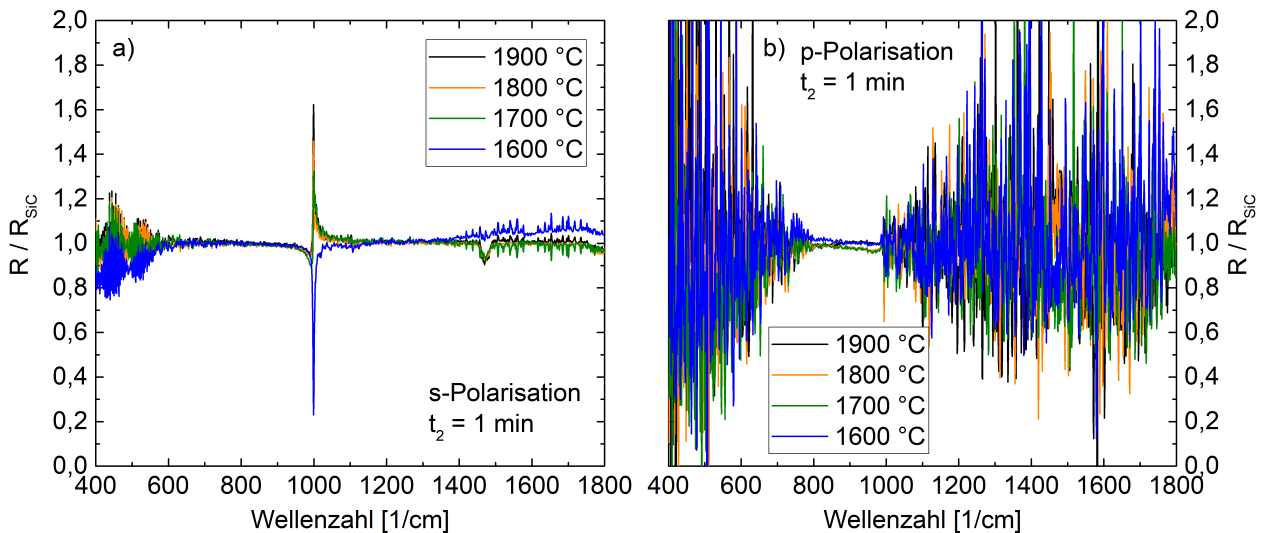 a)
1900 °C
1800 °C
1700 °C
1600 °C
s-Polarisation
t2 = 1 min
R / RSiC
2,0
1,8
1,6
1,4
1,2
1,0
0,8
0,6
0,4
0,2
0,0
400 600 800 1000 1200 1400 1600 1800
Wellenzahl [1/cm]
b) p-Polarisation
t2 = 1 min
1900 °C
1800 °C
1700 °C
1600 °C
2,0
1,8
1,6
1,4
1,2
1,0
0,8
0,6
0,4
0,2
0,0
R / RSiC
400 600 800 1000 1200 1400 1600 1800
Wellenzahl [1/cm]